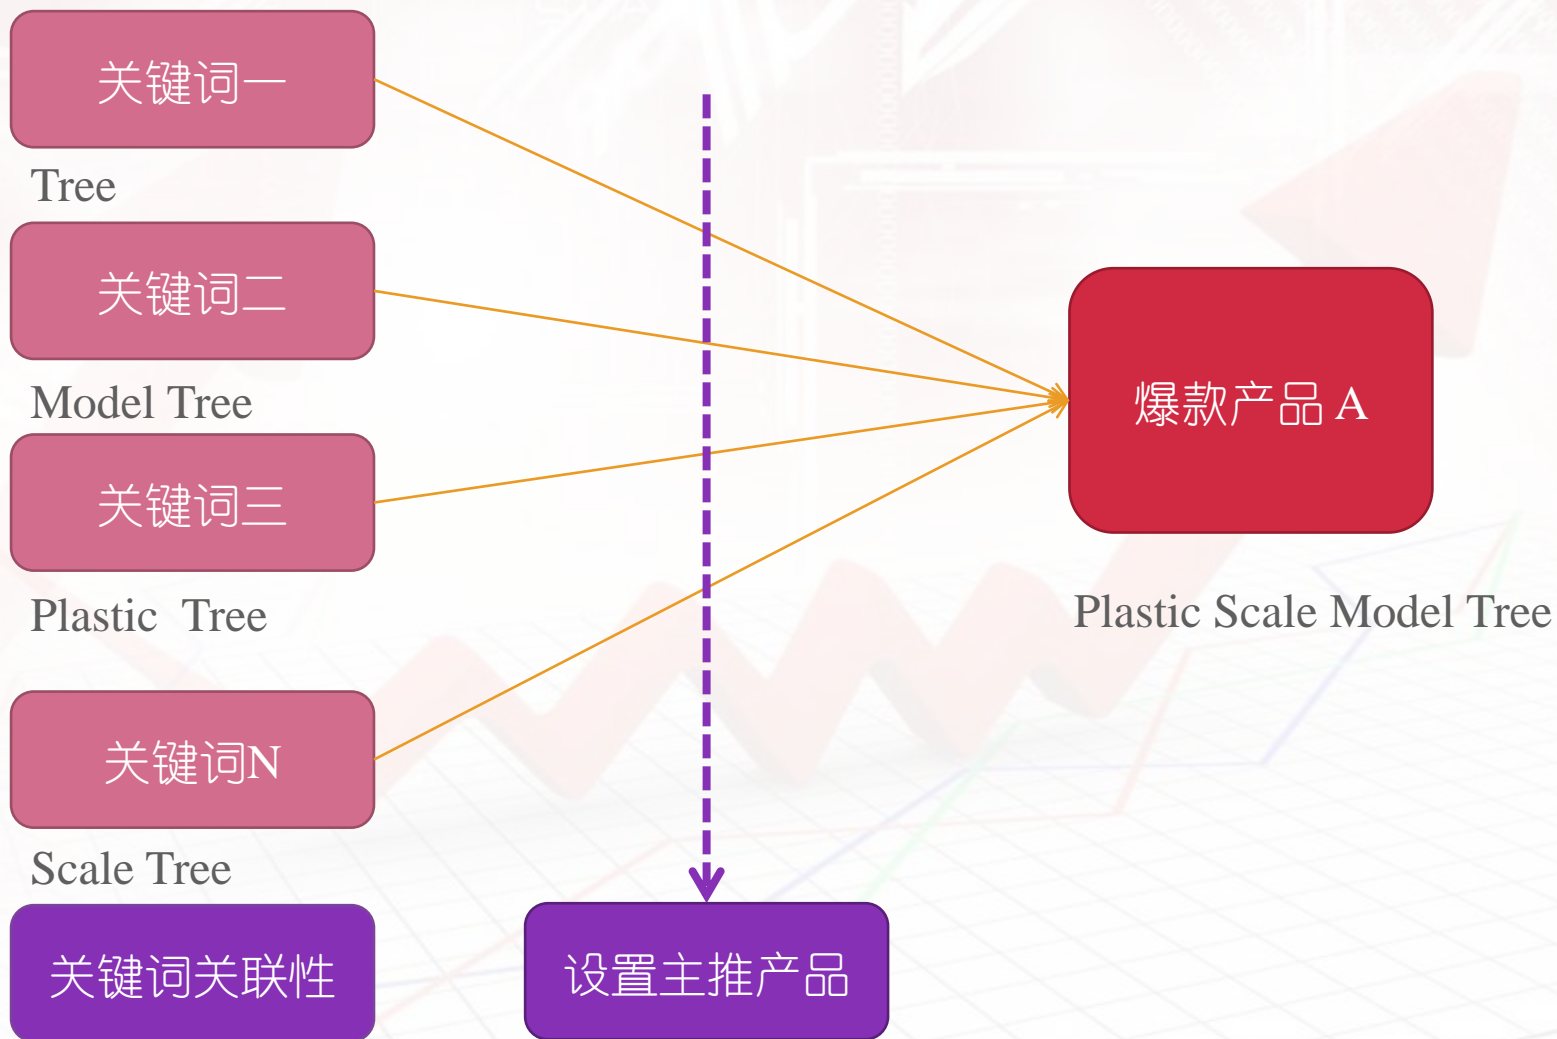 关键词一
Tree
关键词二
Model Tree
关键词三
Plastic  Tree
关键词N
Scale Tree
关键词关联性
设置主推产品
爆款产品 A
Plastic Scale Model Tree